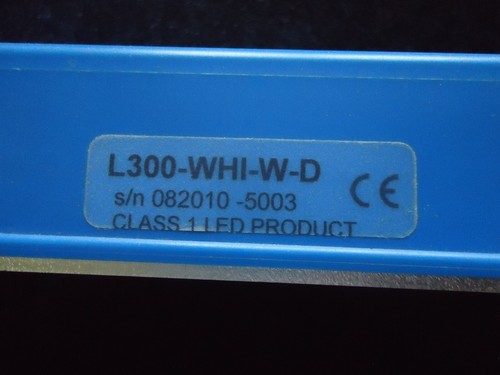 L300-WHI-W-D
s/n 082010 -5003
CE
CLASS 1 LED PRODUCT